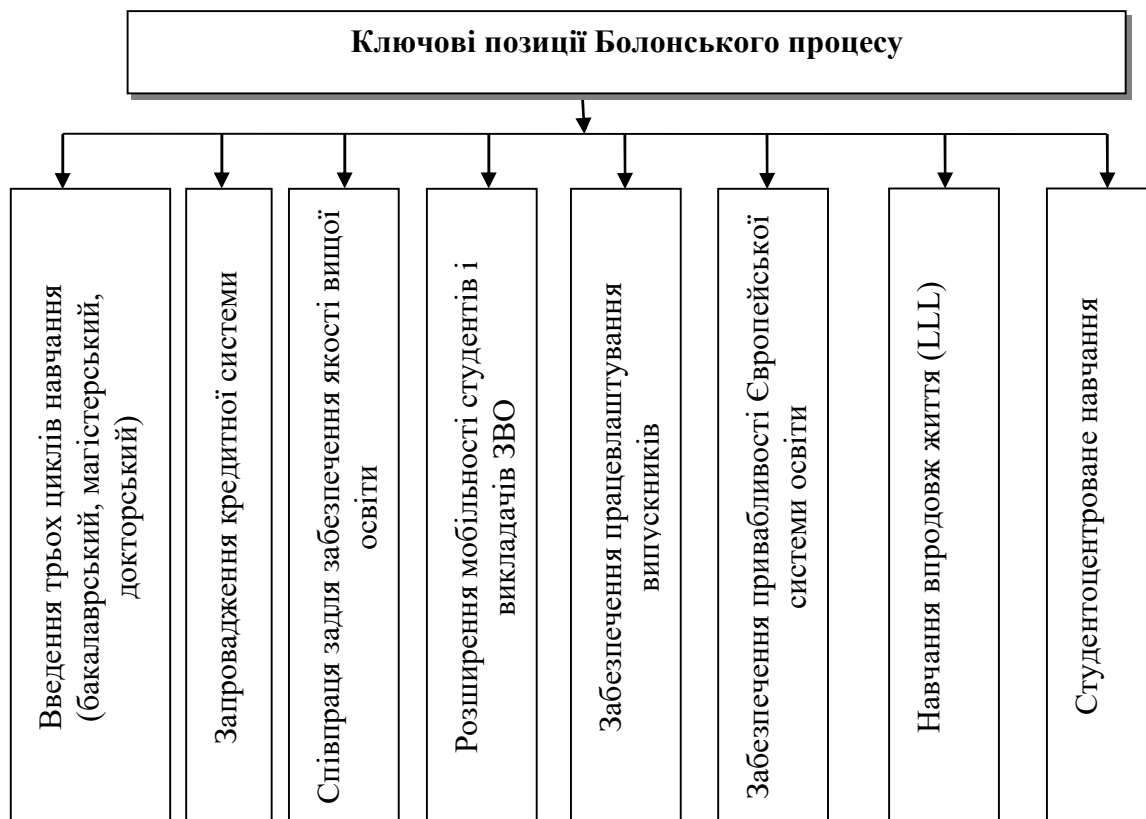 Ключові позиції Болонського процесу
Введення трьох циклів навчання
(бакалаврський, магістерський,
докторський)
Запровадження кредитної системи
Співпраця задля забезпечення якості вищої
освіти
Розширення мобільності студентів і
викладачів ЗВО
Забезпечення працевлаштування
випускників
Забезпечення привабливості Європейської
системи освіти
Навчання впродовж життя (LLL)
Студентоцентроване навчання